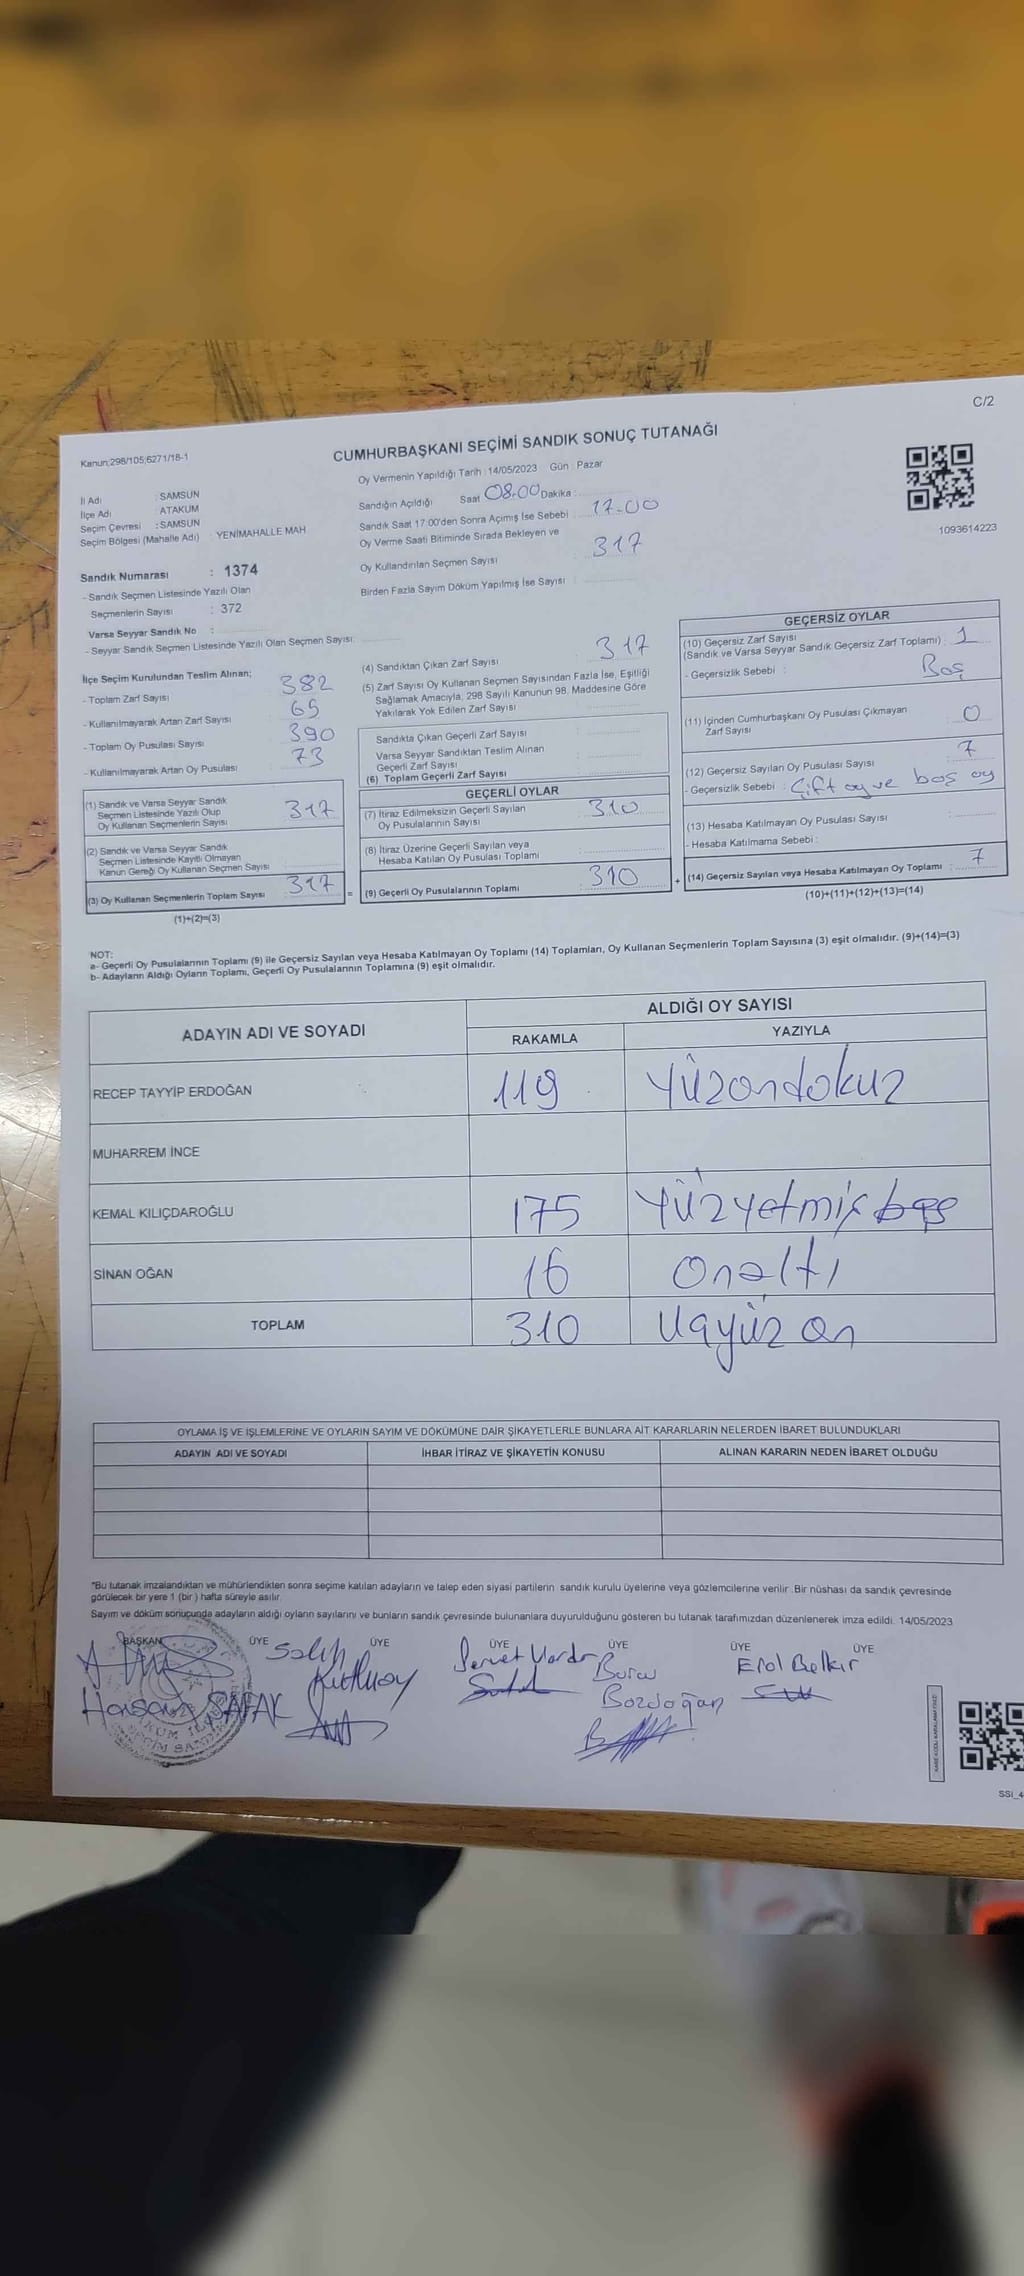 C/2
Kanun;298/105;6271/18-1
CUMHURBAŞKANI SEÇİMİ SANDIK SONUÇ TUTANAĞI
Oy Vermenin Yapıldığı Tarih : 14/05/2023 Gün : Pazar
İl Adı : SAMSUN
İlçe Adı : ATAKUM
Seçim Çevresi : SAMSUN
Seçim Bölgesi (Mahalle Adı) : YENİMAHALLE MAH
Sandığın Açıldığı Saat 08.00 Dakika :
Sandık Saat 17:00'den Sonra Açımış İse Sebebi 17-00
Oy Verme Saati Bitiminde Sırada Bekleyen ve
Oy Kullandırılan Seçmen Sayısı : 317
Birden Fazla Sayım Döküm Yapılmış İse Sayısı :
1093614223
Sandık Numarası : 1374
- Sandık Seçmen Listesinde Yazılı Olan
Seçmenlerin Sayısı : 372
Varsa Seyyar Sandık No :
- Seyyar Sandık Seçmen Listesinde Yazılı Olan Seçmen Sayısı:
İlçe Seçim Kurulundan Teslim Alınan;
- Toplam Zarf Sayısı : 382
- Kullanılmayarak Artan Zarf Sayısı : 65
- Toplam Oy Pusulası Sayısı : 390
- Kullanılmayarak Artan Oy Pusulası : 73
(4) Sandıktan Çıkan Zarf Sayısı : 317
(5) Zarf Sayısı Oy Kullanan Seçmen Sayısından Fazla İse, Eşitliği
Sağlamak Amacıyla, 298 Sayılı Kanunun 98. Maddesine Göre
Yakılarak Yok Edilen Zarf Sayısı :
Sandıkta Çıkan Geçerli Zarf Sayısı :
Varsa Seyyar Sandıktan Teslim Alınan
Geçerli Zarf Sayısı :
(6) Toplam Geçerli Zarf Sayısı :
GEÇERSİZ OYLAR
(10) Geçersiz Zarf Sayısı
(Sandık ve Varsa Seyyar Sandık Geçersiz Zarf Toplamı) : 1
- Geçersizlik Sebebi : Boş
(11) İçinden Cumhurbaşkanı Oy Pusulası Çıkmayan
Zarf Sayısı : 0
(12) Geçersiz Sayılan Oy Pusulası Sayısı : 7
- Geçersizlik Sebebi : Çift oy ve boş oy
(13) Hesaba Katılmayan Oy Pusulası Sayısı :
- Hesaba Katılmama Sebebi :
(14) Geçersiz Sayılan veya Hesaba Katılmayan Oy Toplamı : 7
(10)+(11)+(12)+(13)=(14)
(1) Sandık ve Varsa Seyyar Sandık
Seçmen Listesinde Yazılı Olup
Oy Kullanan Seçmenlerin Sayısı : 317
(2) Sandık ve Varsa Seyyar Sandık
Seçmen Listesinde Kayıtlı Olmayan
Kanun Gereği Oy Kullanan Seçmen Sayısı :
(3) Oy Kullanan Seçmenlerin Toplam Sayısı : 317 =
(1)+(2)=(3)
GEÇERLİ OYLAR
(7) İtiraz Edilmeksizin Geçerli Sayılan
Oy Pusulalarının Sayısı : 310
(8) İtiraz Üzerine Geçerli Sayılan veya
Hesaba Katılan Oy Pusulası Toplamı :
(9) Geçerli Oy Pusulalarının Toplamı : 310 +
NOT:
a- Geçerli Oy Pusulalarının Toplamı (9) ile Geçersiz Sayılan veya Hesaba Katılmayan Oy Toplamı (14) Toplamları, Oy Kullanan Seçmenlerin Toplam Sayısına (3) eşit olmalıdır. (9)+(14)=(3)
b- Adayların Aldığı Oyların Toplamı, Geçerli Oy Pusulalarının Toplamına (9) eşit olmalıdır.
ADAYIN ADI VE SOYADI ALDIĞI OY SAYISI
RAKAMLA YAZIYLA
RECEP TAYYİP ERDOĞAN 119 yüzondokuz
MUHARREM İNCE
KEMAL KILIÇDAROĞLU 175 yüzyetmiş beş
SİNAN OĞAN 16 Onaltı
TOPLAM 310 üçyüz on
OYLAMA İŞ VE İŞLEMLERİNE VE OYLARIN SAYIM VE DÖKÜMÜNE DAİR ŞİKAYETLERLE BUNLARA AİT KARARLARIN NELERDEN İBARET BULUNDUKLARI
ADAYIN ADI VE SOYADI İHBAR İTİRAZ VE ŞİKAYETİN KONUSU ALINAN KARARIN NEDEN İBARET OLDUĞU
*Bu tutanak imzalandıktan ve mühürlendikten sonra seçime katılan adayların ve talep eden siyasi partilerin sandık kurulu üyelerine veya gözlemcilerine verilir .Bir nüshası da sandık çevresinde
görülecek bir yere 1 (bir ) hafta süreyle asılır.
Sayım ve döküm sonucunda adayların aldığı oyların sayılarını ve bunların sandık çevresinde bulunanlara duyurulduğunu gösteren bu tutanak tarafımızdan düzenlenerek imza edildi. 14/05/2023
BAŞKAN ÜYE ÜYE ÜYE ÜYE ÜYE ÜYE
Salih Burcu Erol
ŞAFAK Bozdoğan